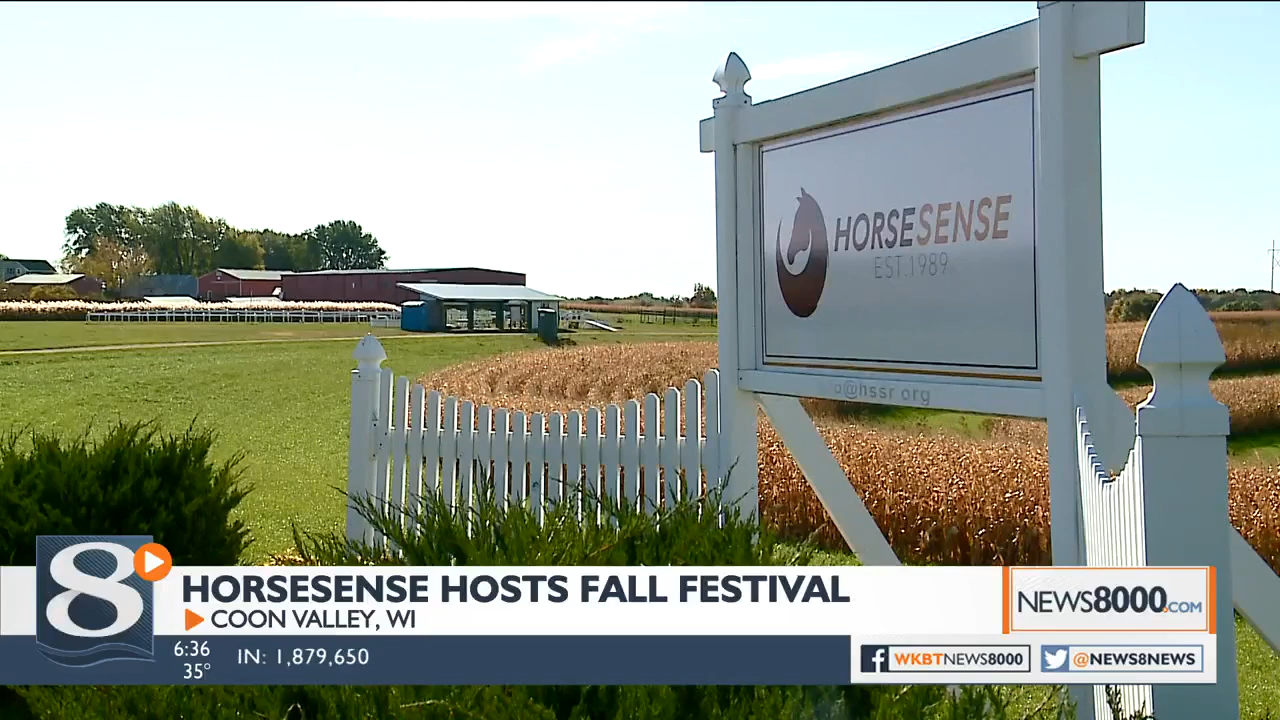 HORSESENSE
EST.1989
@hssr org
8
HORSESENSE HOSTS FALL FESTIVAL
COON VALLEY, WI
NEWS8000.COM
6:36
35°
IN: 1,879,650
WKBTNEWS8000
@NEWS8NEWS